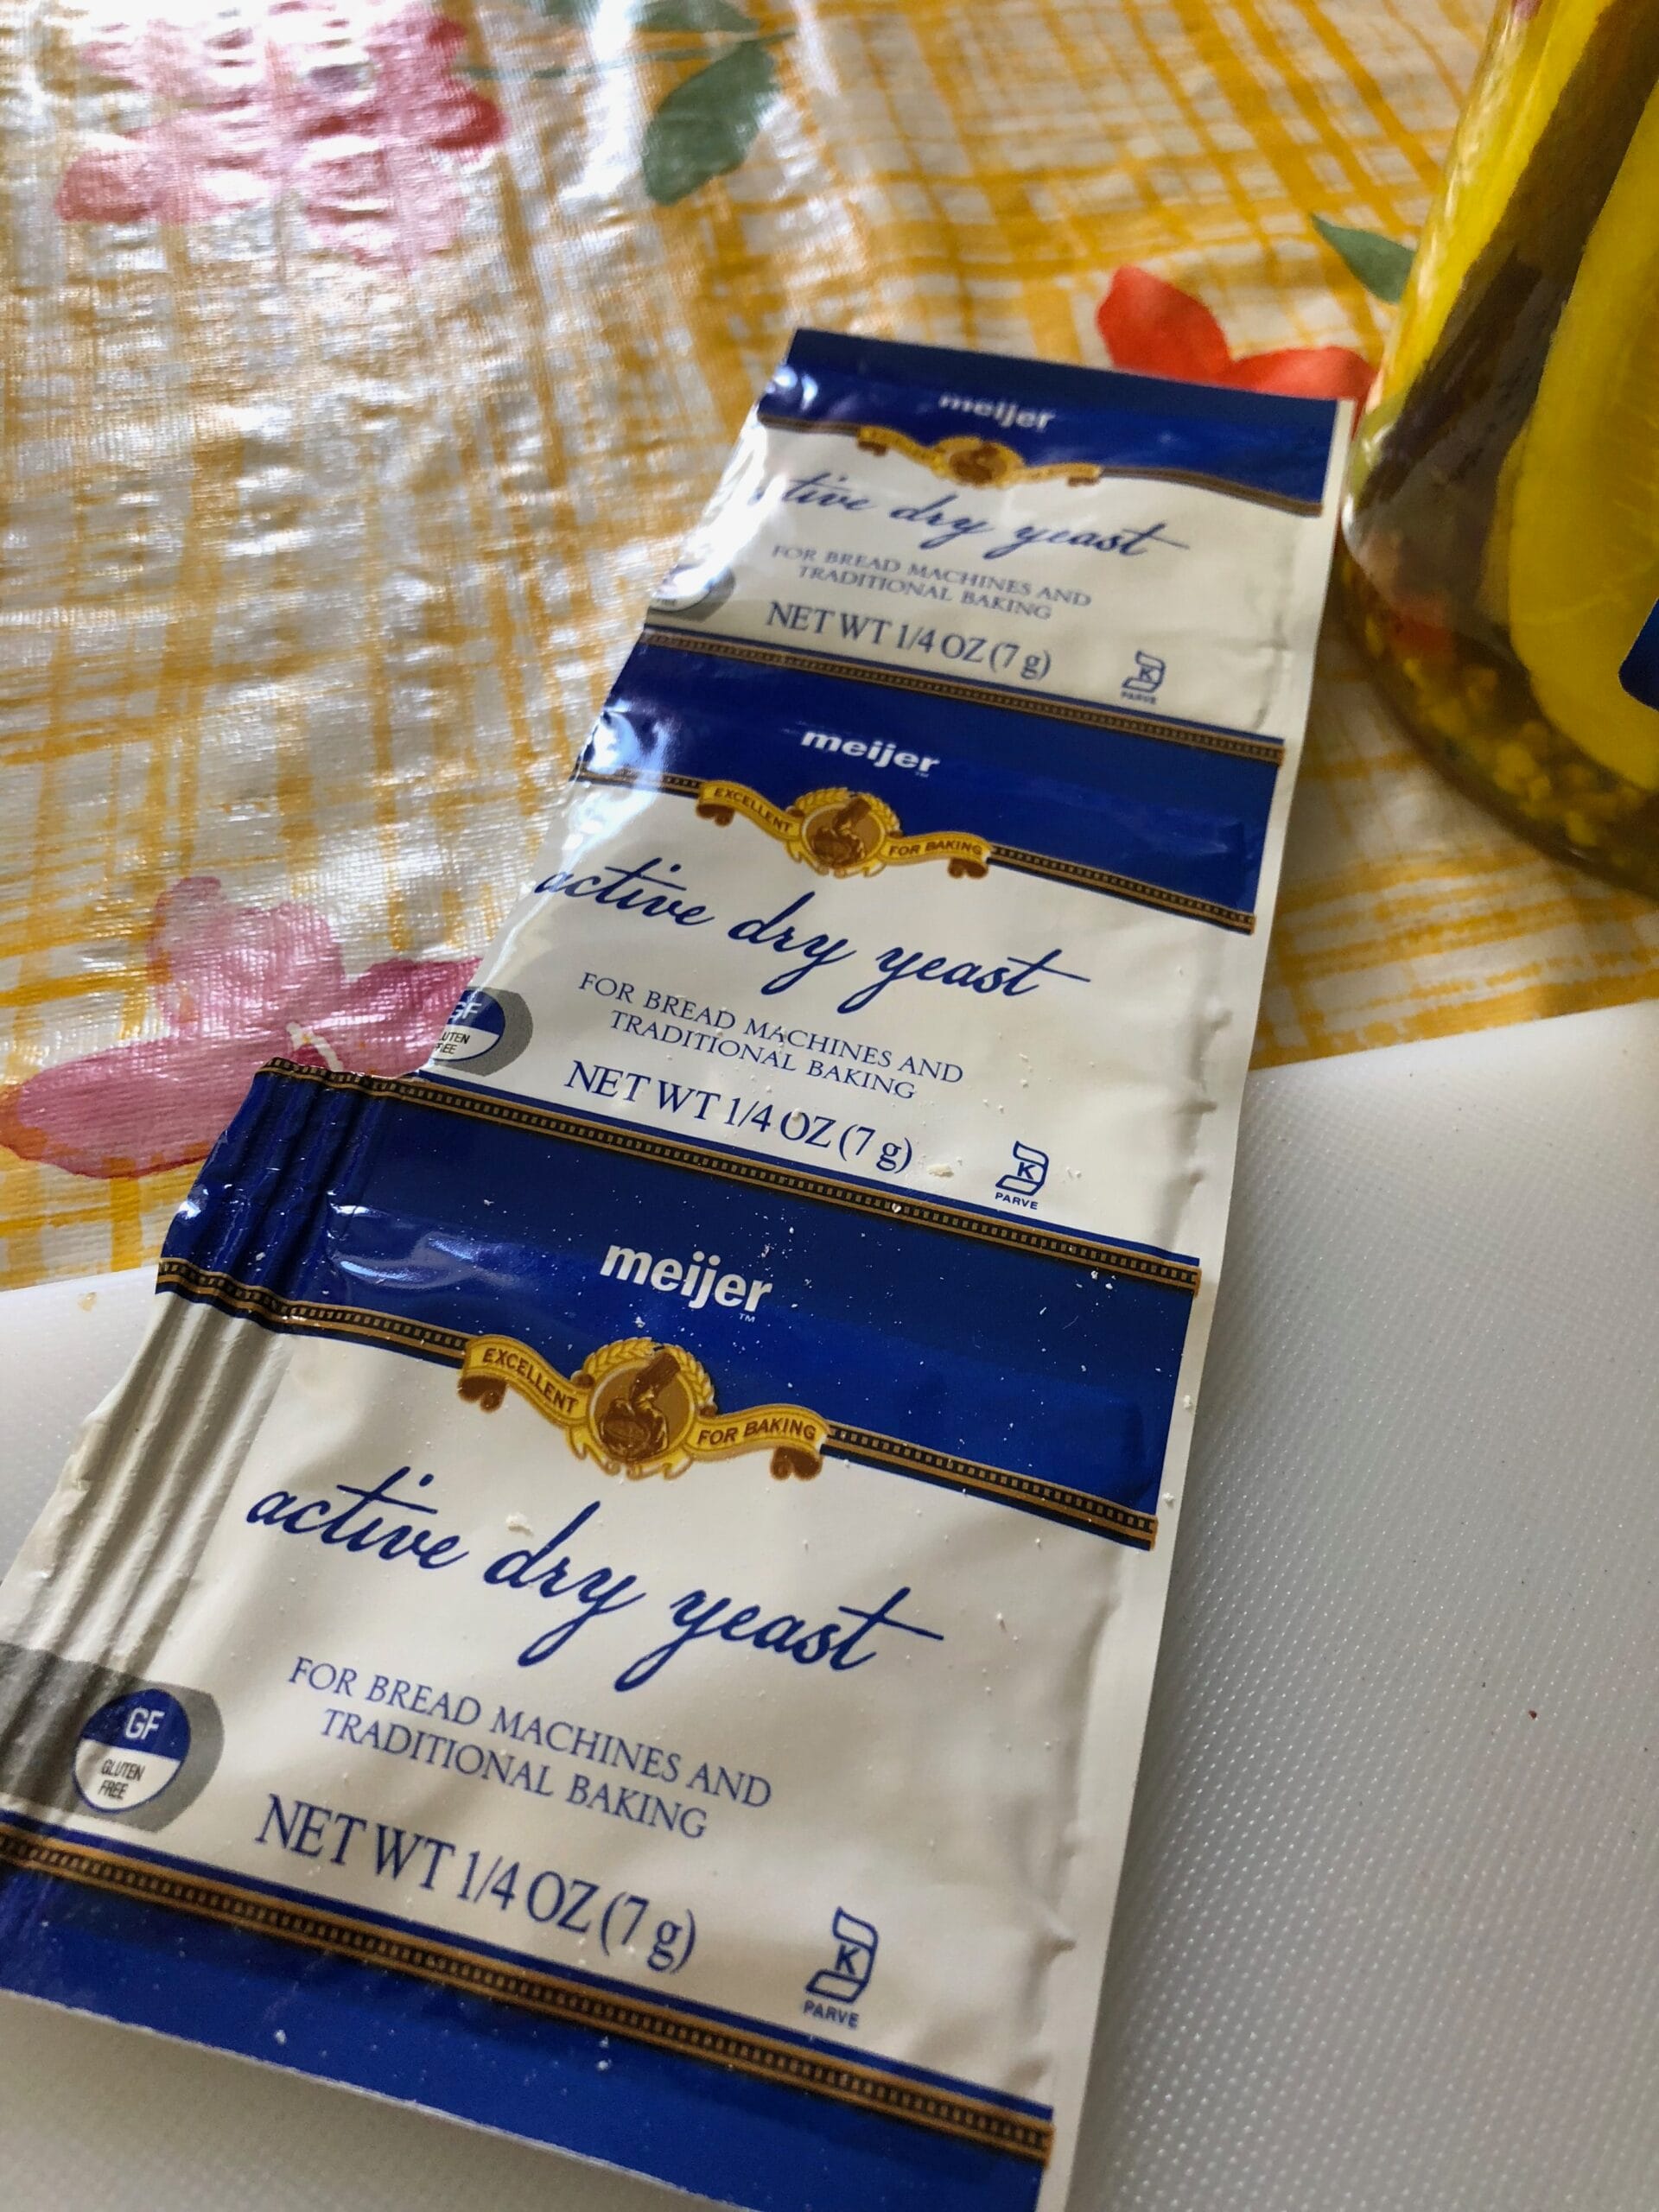 meijer
dry yeast
FOR BREAD MACHINES AND
TRADITIONAL BAKING
NET WT 1/4 OZ (7 g)
K
PARVE
meijer
TM
EXCELLENT FOR BAKING
active dry yeast
FOR BREAD MACHINES AND
TRADITIONAL BAKING
GF
NET WT 1/4 OZ (7 g)
K
PARVE
meijer
TM
EXCELLENT FOR BAKING
active dry yeast
FOR BREAD MACHINES AND
TRADITIONAL BAKING
GF
GLUTEN
FREE
NET WT 1/4 OZ (7 g)
K
PARVE